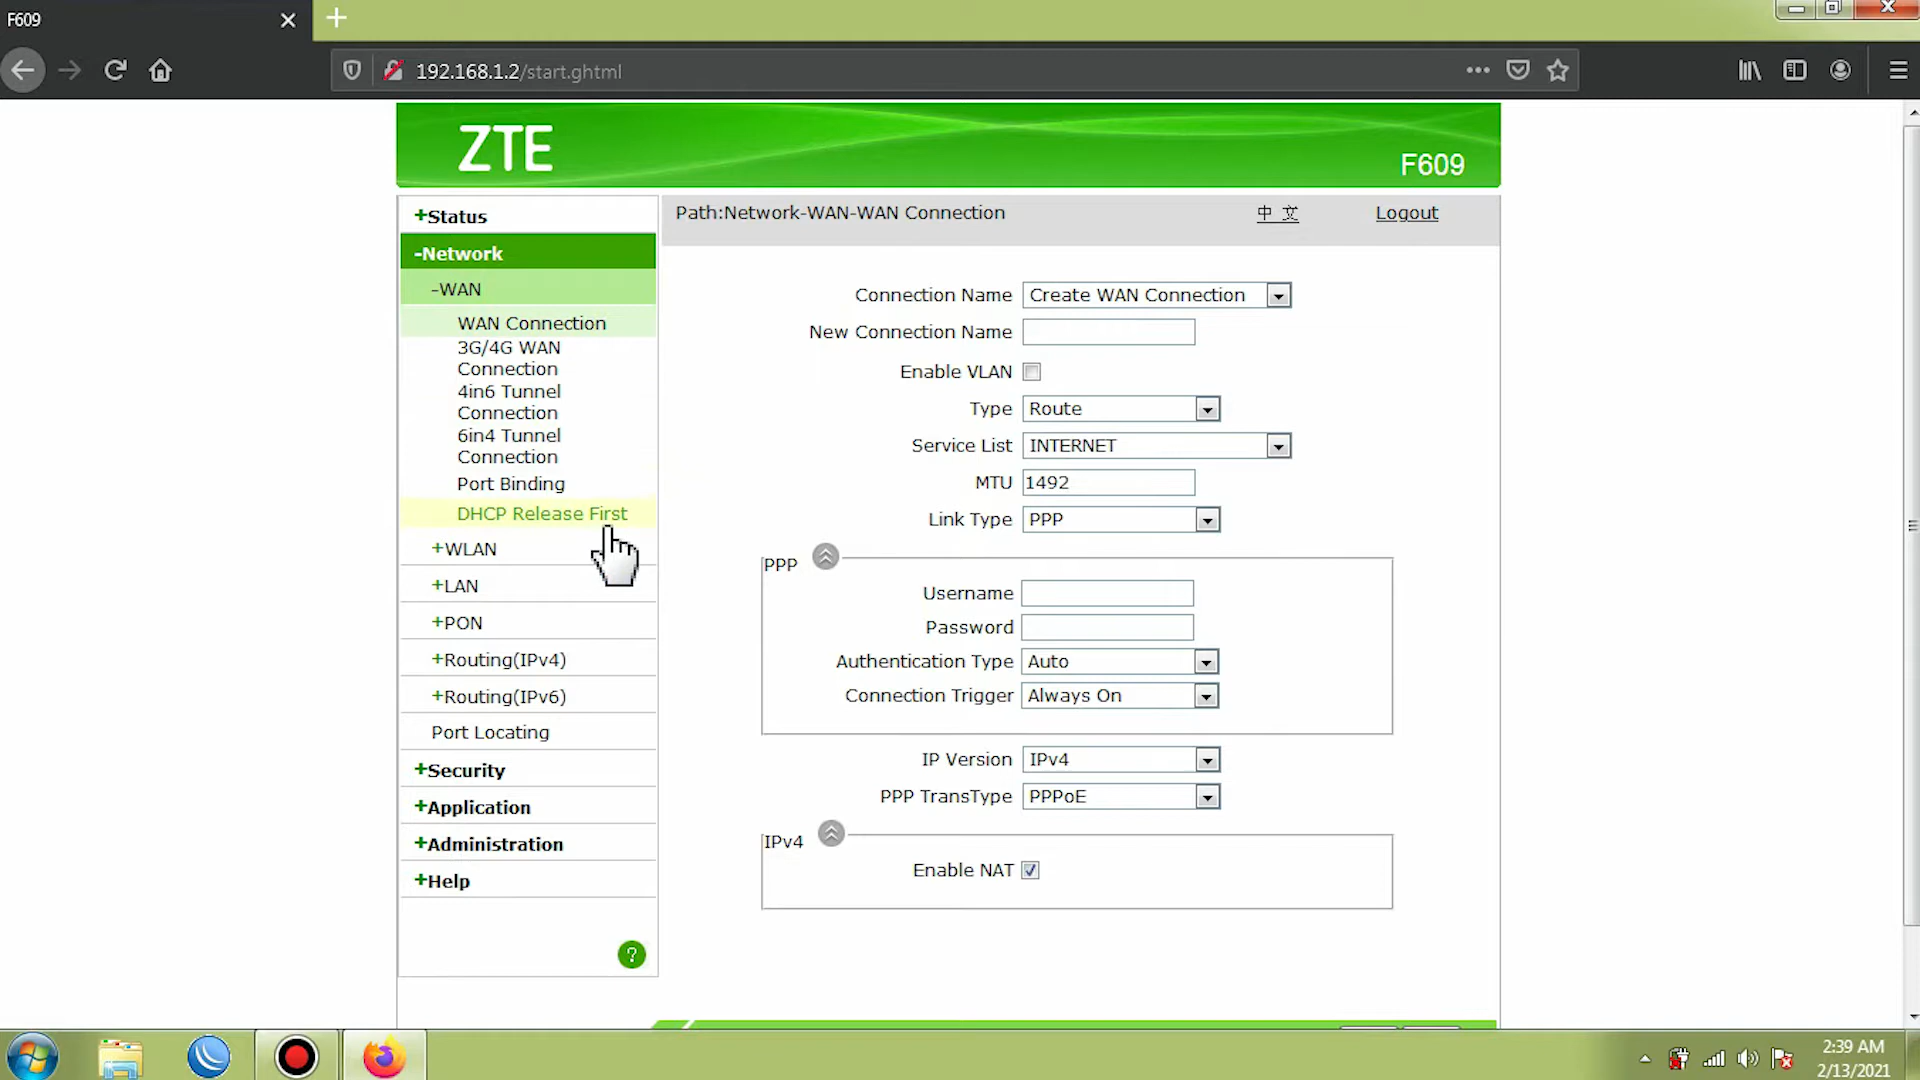 F609
192.168.1.2/start.ghtml
ZTE
F609
+Status
-Network
-WAN
WAN Connection
3G/4G WAN
Connection
4in6 Tunnel
Connection
6in4 Tunnel
Connection
Port Binding
DHCP Release First
+WLAN
+LAN
+PON
+Routing(IPv4)
+Routing(IPv6)
Port Locating
+Security
+Application
+Administration
+Help
?
Path:Network-WAN-WAN Connection
中 文
Logout
Connection Name Create WAN Connection
New Connection Name
Enable VLAN
Type Route
Service List INTERNET
MTU 1492
Link Type PPP
PPP
Username
Password
Authentication Type Auto
Connection Trigger Always On
IP Version IPv4
PPP TransType PPPoE
IPv4
Enable NAT
2:39 AM
2/13/2021